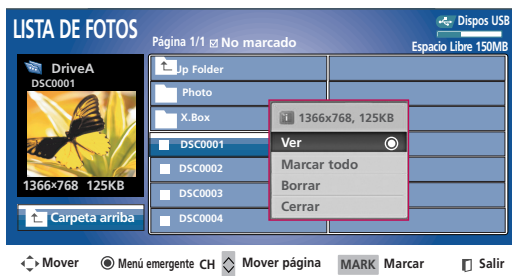 LISTA DE FOTOS
Página 1/1 No marcado
Dispos USB
Espacio Libre 150MB
DriveA
DSC0001
1366×768 125KB
Carpeta arriba
Up Folder
Photo
X.Box
DSC0001
DSC0002
DSC0003
DSC0004
1366x768, 125KB
Ver
Marcar todo
Borrar
Cerrar
Mover Menú emergente CH Mover página MARK Marcar Salir